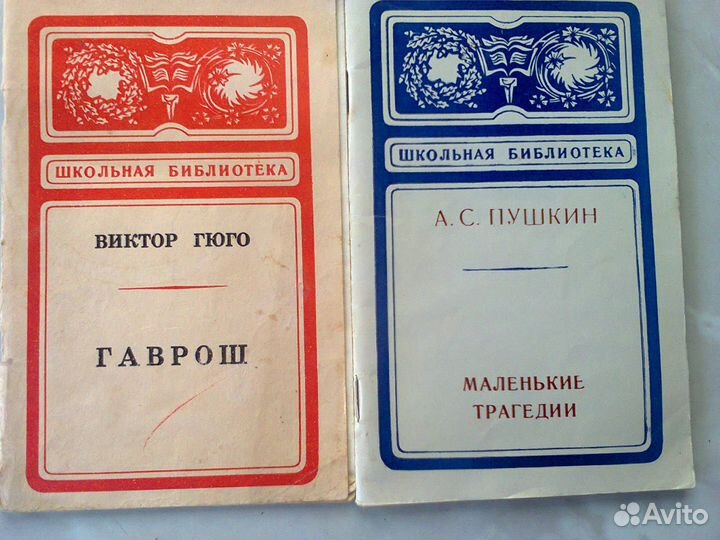 ШКОЛЬНАЯ БИБЛИОТЕКА
ВИКТОР ГЮГО
ГАВРОШ
ШКОЛЬНАЯ БИБЛИОТЕКА
А. С. ПУШКИН
МАЛЕНЬКИЕ
ТРАГЕДИИ
Avito